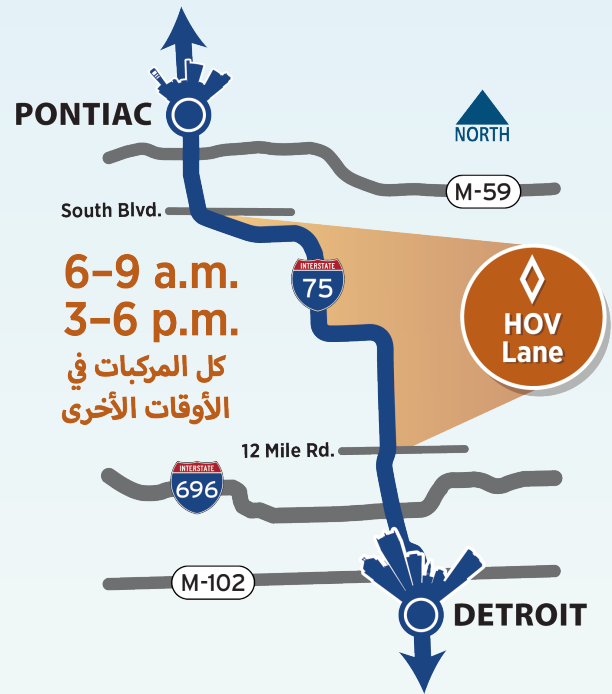 PONTIAC
NORTH
M-59
South Blvd.
6–9 a.m.
3–6 p.m.
كل المركبات في
الأوقات الأخرى
INTERSTATE
75
HOV
Lane
12 Mile Rd.
INTERSTATE
696
M-102
DETROIT